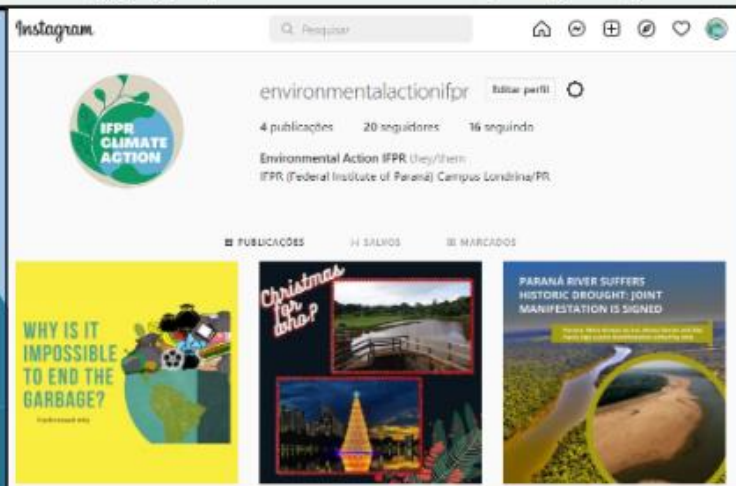 Instagram
Pesquisar
environmentalactionifpr
Editar perfil
4 publicações 20 seguidores 16 seguindo
Environmental Action IFPR they/them
IFPR (Federal Institute of Paraná) Campus Londrina/PR
IFPR
CLIMATE
ACTION
PUBLICAÇÕES SALVOS MARCADOS
WHY IS IT
IMPOSSIBLE
TO END THE
GARBAGE?
Christmas
for
who?
PARANÁ RIVER SUFFERS
HISTORIC DROUGHT: JOINT
MANIFESTATION IS SIGNED